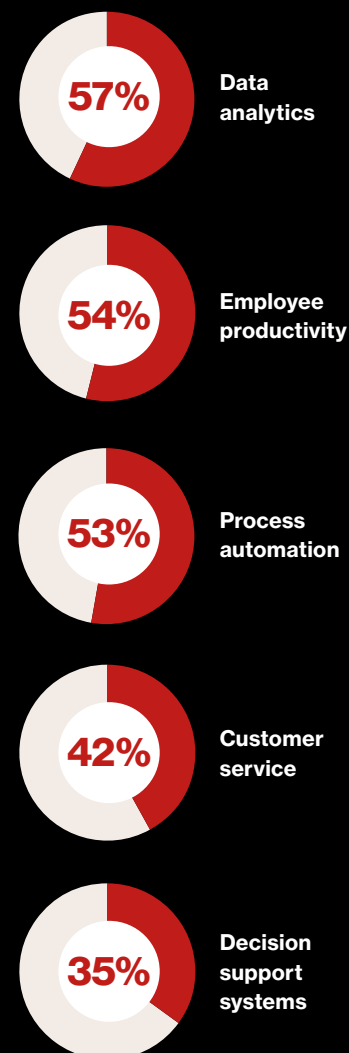 57%
Data
analytics
54%
Employee
productivity
53%
Process
automation
42%
Customer
service
35%
Decision
support
systems